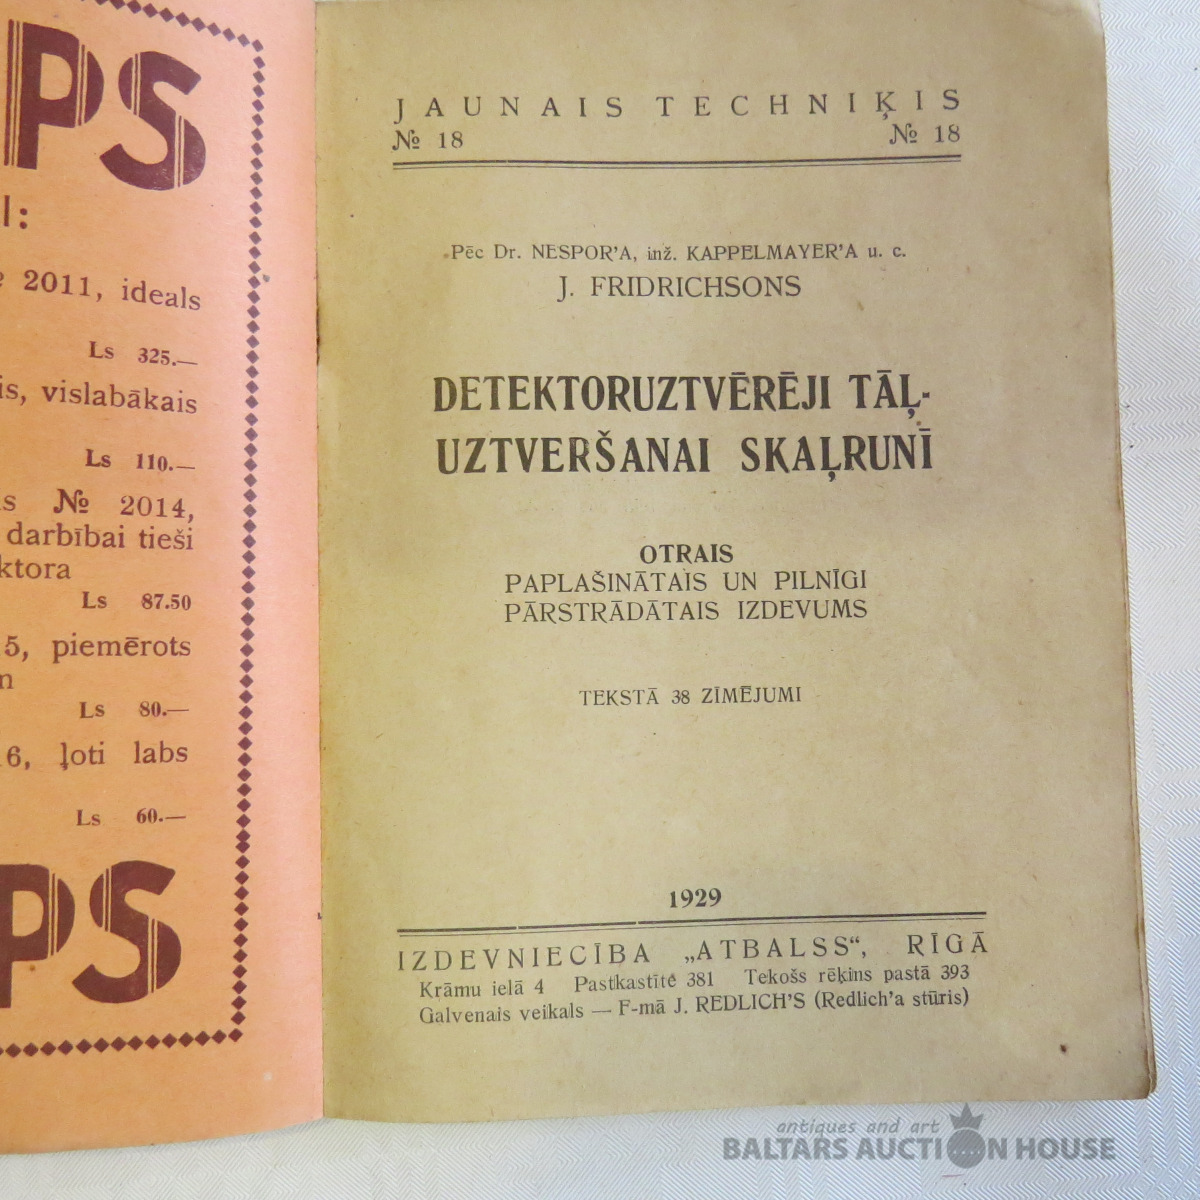 PS
l:
2011, ideals
Ls 325.—
is, vislabākais
Ls 110.—
s № 2014,
darbībai tieši
ktora
Ls 87.50
5, piemērots
m
Ls 80.—
6, ļoti labs
Ls 60.—
PS
JAUNAIS TECHNIĶIS
№ 18 № 18
Pēc Dr. NESPOR'A, inž. KAPPELMAYER'A u. c.
J. FRIDRICHSONS
DETEKTORUZTVĒRĒJI TĀĻ-
UZTVERŠANAI SKAĻRUNĪ
OTRAIS
PAPLAŠINĀTAIS UN PILNĪGI
PĀRSTRĀDĀTAIS IZDEVUMS
TEKSTĀ 38 ZĪMĒJUMI
1929
IZDEVNIECĪBA „ATBALSS“, RĪGĀ
Krāmu ielā 4 Pastkastītē 381 Tekošs rēķins pastā 393
Galvenais veikals — F-mā J. REDLICH'S (Redlich'a stūris)
antiques and art
BALTARS AUCTION HOUSE